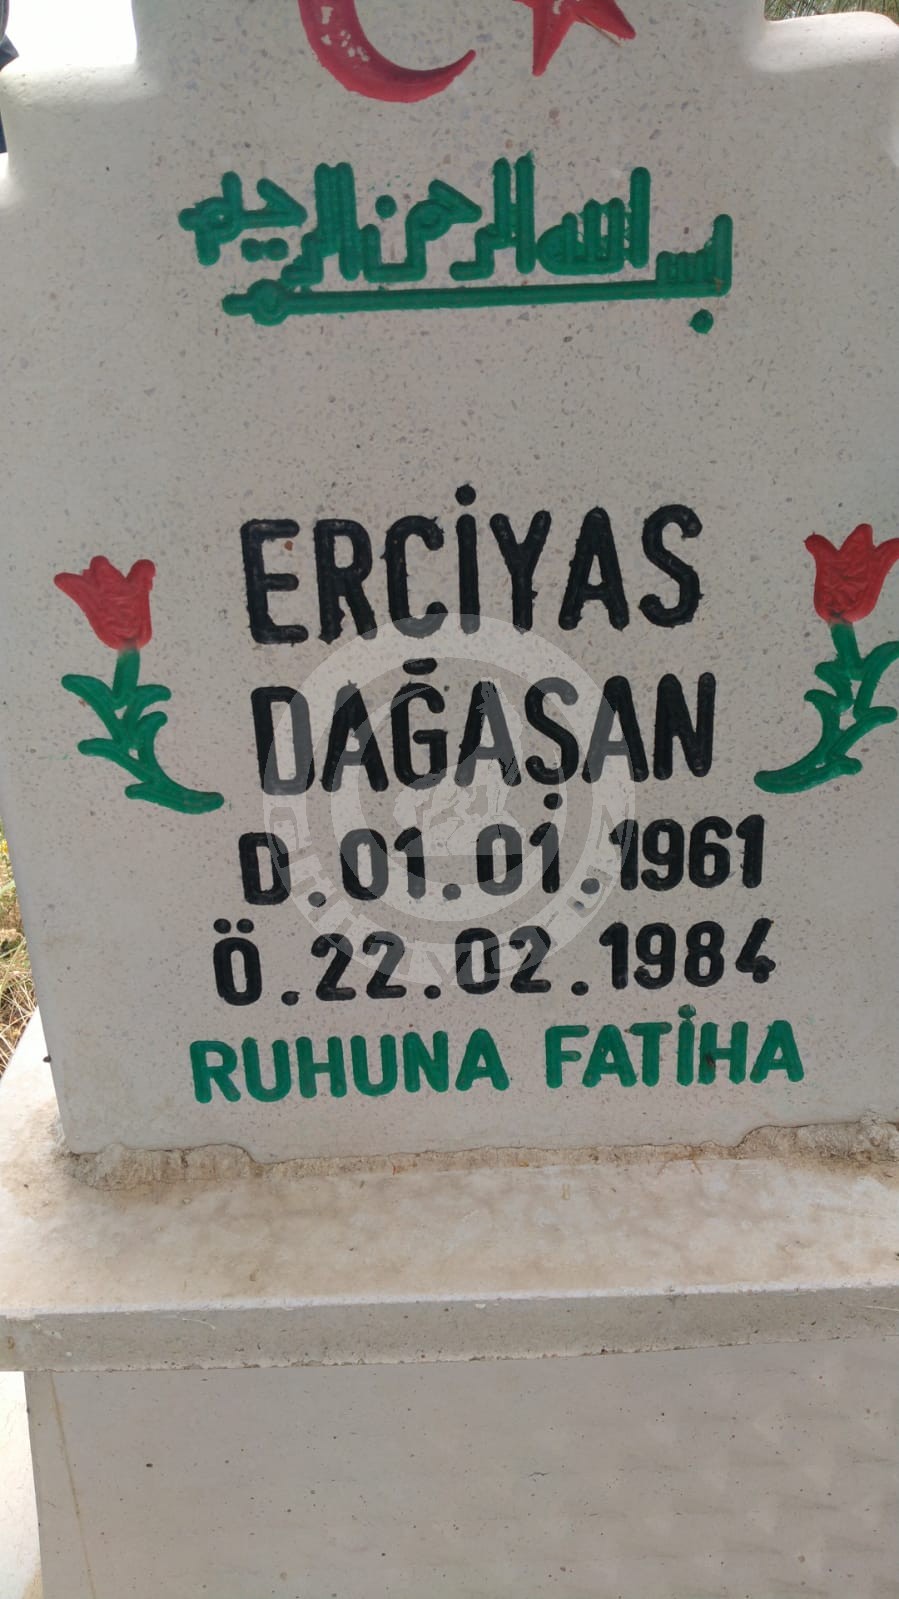 بسم الله الرحمن الرحيم
ERCİYAS
DAĞAŞAN
D.01.01.1961
Ö.22.02.1984
RUHUNA FATİHA